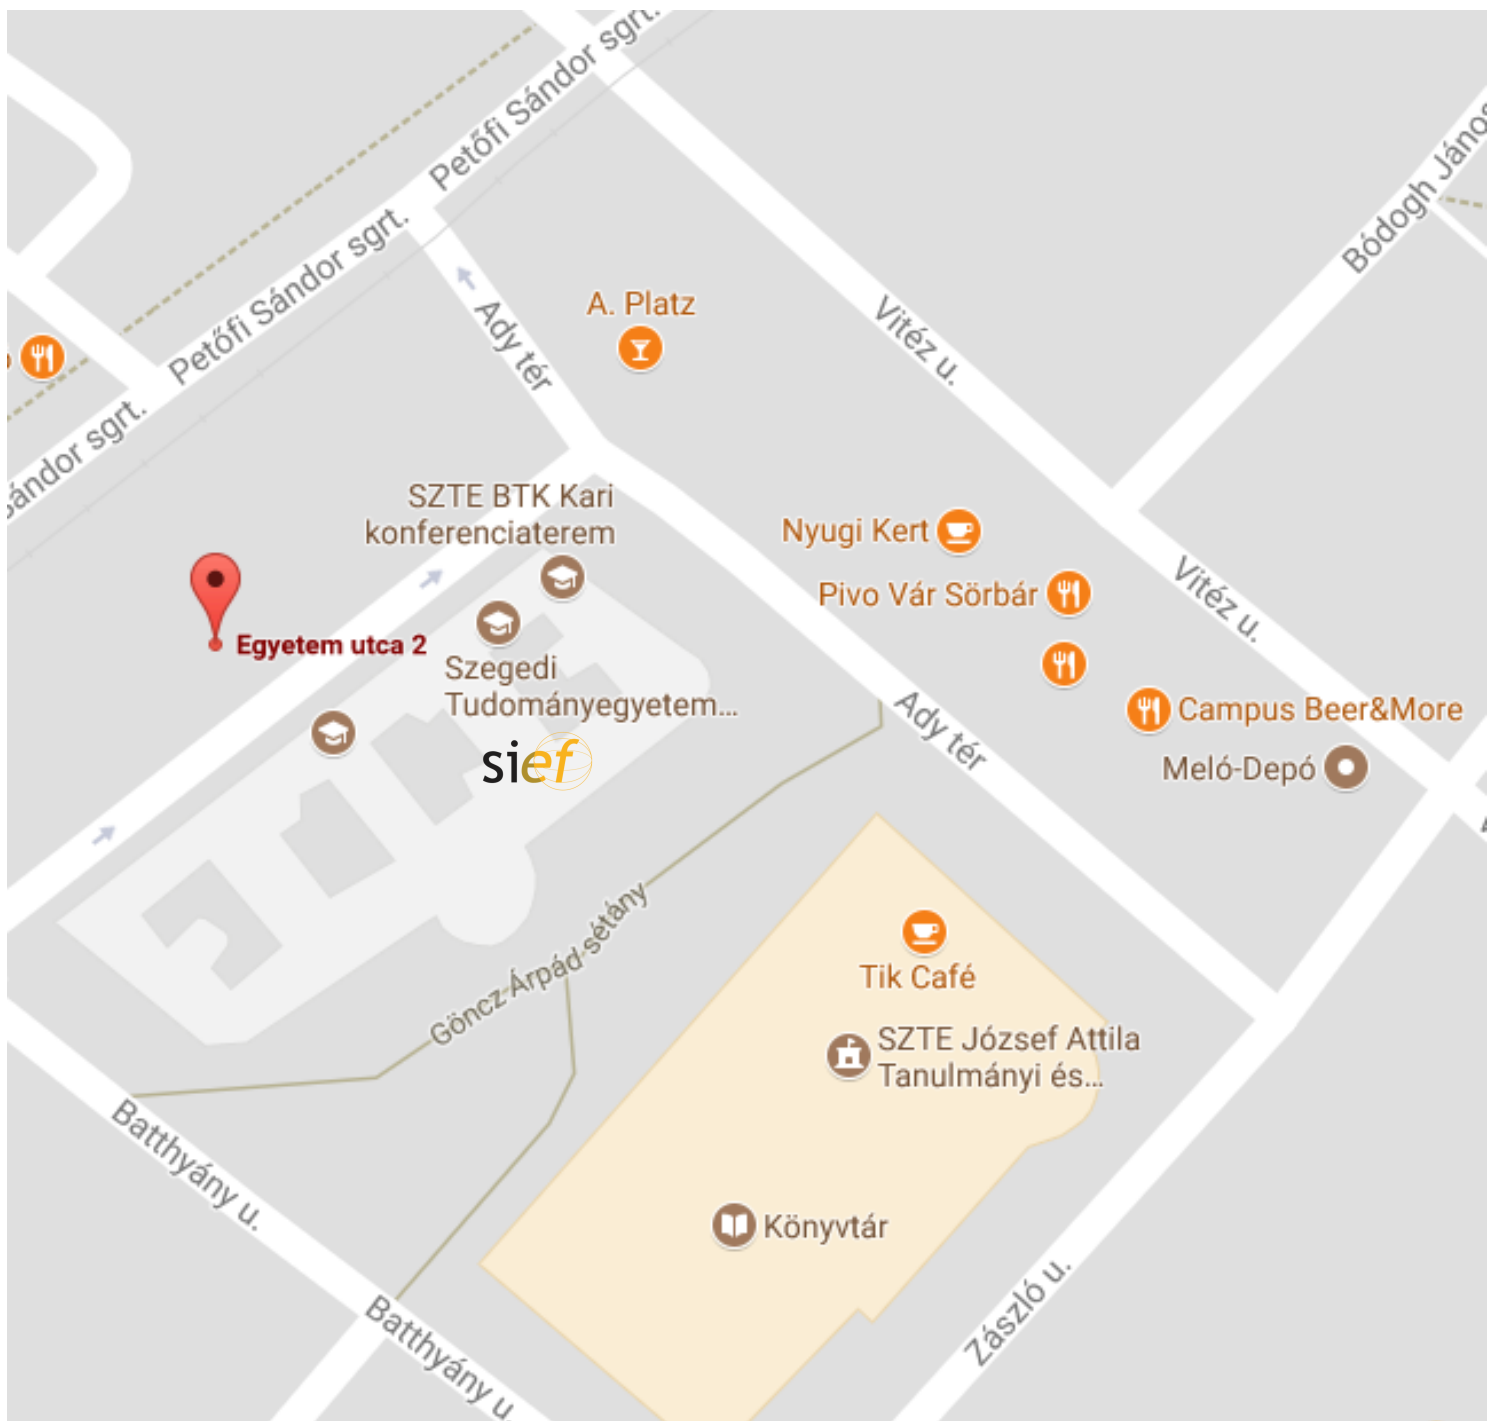 Petőfi Sándor sgrt.
Bódogh János
Petőfi Sándor sgrt.
A. Platz
Ady tér
Vitéz u.
Sándor sgrt.
SZTE BTK Kari
konferenciaterem
Nyugi Kert
Pivo Vár Sörbár
Vitéz u.
Egyetem utca 2
Szegedi
Tudományegyetem...
Campus Beer&More
Ady tér
sief
Meló-Depó
Göncz Árpád sétány
Tik Café
SZTE József Attila
Tanulmányi és...
Batthyány u.
Könyvtár
Zászló u.
Batthyány u.